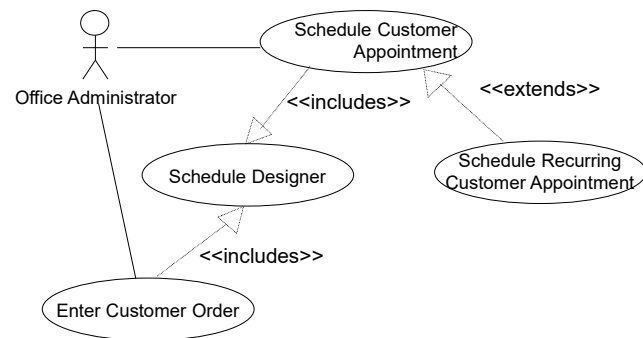 Schedule Customer
Appointment
Office Administrator
<<includes>>
<<extends>>
Schedule Designer
Schedule Recurring
Customer Appointment
<<includes>>
Enter Customer Order